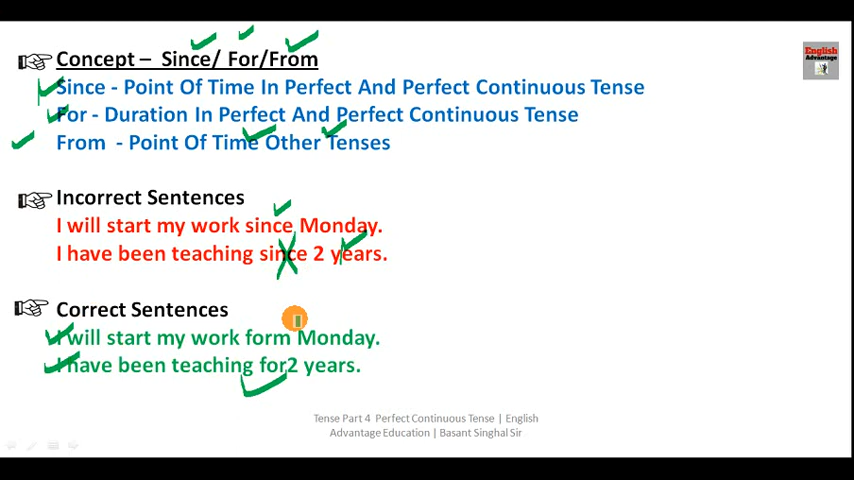 Concept – Since/ For/From
English
Advantage
Since - Point Of Time In Perfect And Perfect Continuous Tense
For - Duration In Perfect And Perfect Continuous Tense
From - Point Of Time Other Tenses
Incorrect Sentences
I will start my work since Monday.
I have been teaching since 2 years.
Correct Sentences
I will start my work form Monday.
I have been teaching for2 years.
Tense Part 4 Perfect Continuous Tense | English
Advantage Education | Basant Singhal Sir